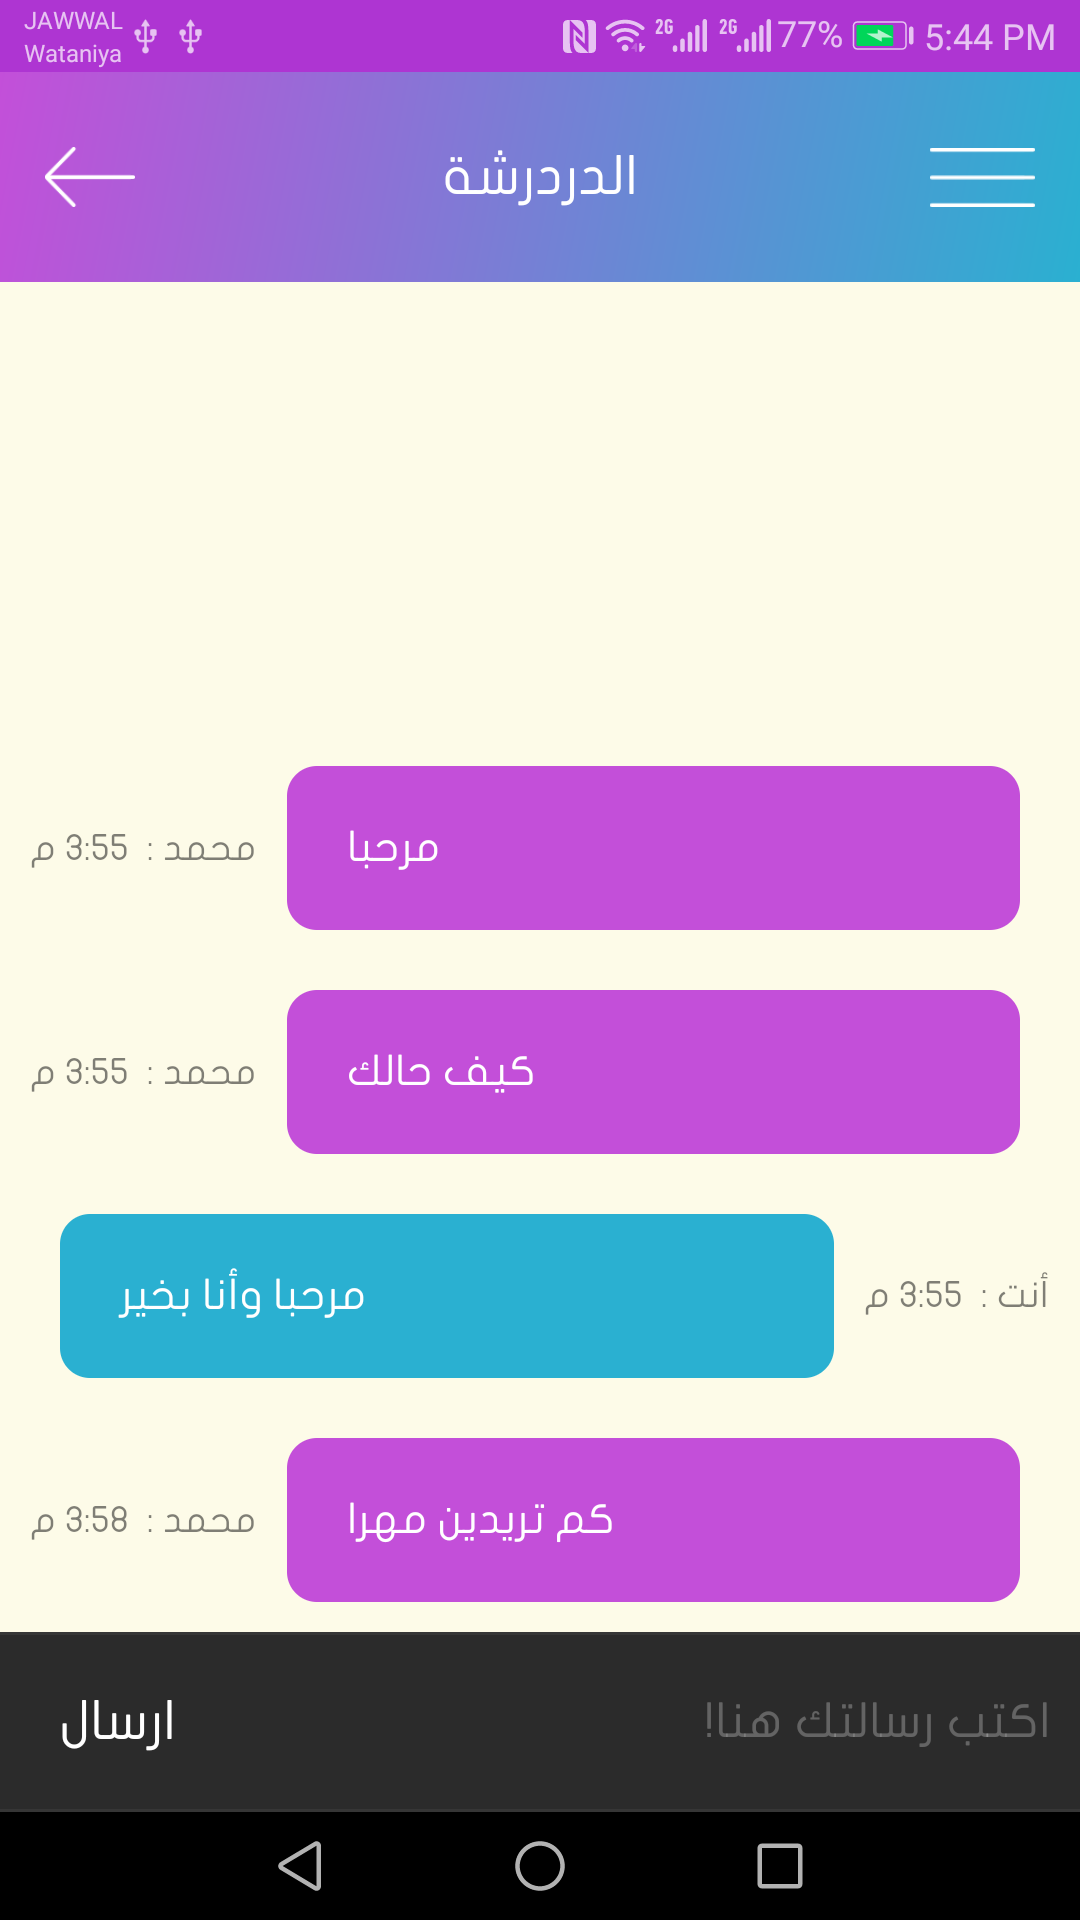 JAWWAL
Wataniya
2G 2G 77% 5:44 PM
الدردرشة
مرحبا
محمد : 3:55 م
كيف حالك
محمد : 3:55 م
أنت : 3:55 م
مرحبا وأنا بخير
كم تريدين مهرا
محمد : 3:58 م
اكتب رسالتك هنا!
ارسال